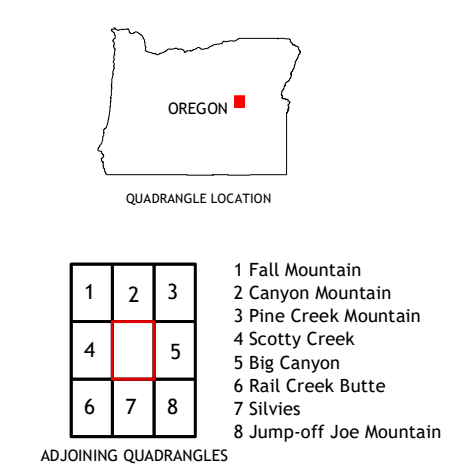 OREGON
QUADRANGLE LOCATION
1 2 3
4 5
6 7 8
1 Fall Mountain
2 Canyon Mountain
3 Pine Creek Mountain
4 Scotty Creek
5 Big Canyon
6 Rail Creek Butte
7 Silvies
8 Jump-off Joe Mountain
ADJOINING QUADRANGLES